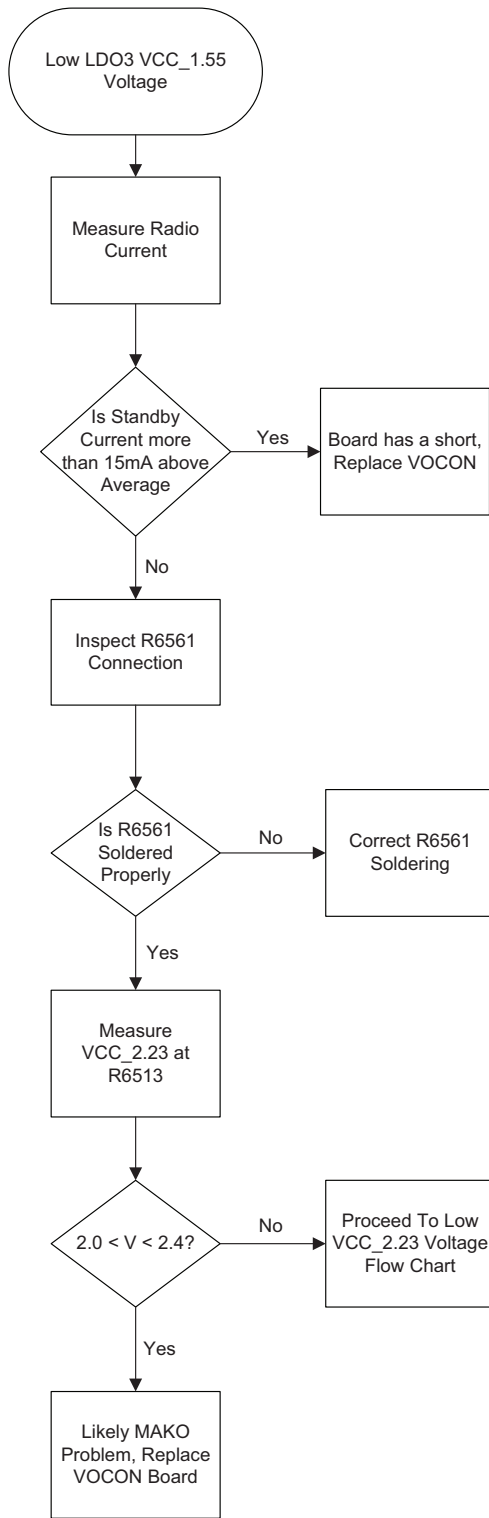 Low LDO3 VCC_1.55
Voltage
Measure Radio
Current
Is Standby
Current more
than 15mA above
Average
Yes
Board has a short,
Replace VOCON
No
Inspect R6561
Connection
Is R6561
Soldered
Properly
No
Correct R6561
Soldering
Yes
Measure
VCC_2.23 at
R6513
2.0 < V < 2.4?
No
Proceed To Low
VCC_2.23 Voltage
Flow Chart
Yes
Likely MAKO
Problem, Replace
VOCON Board